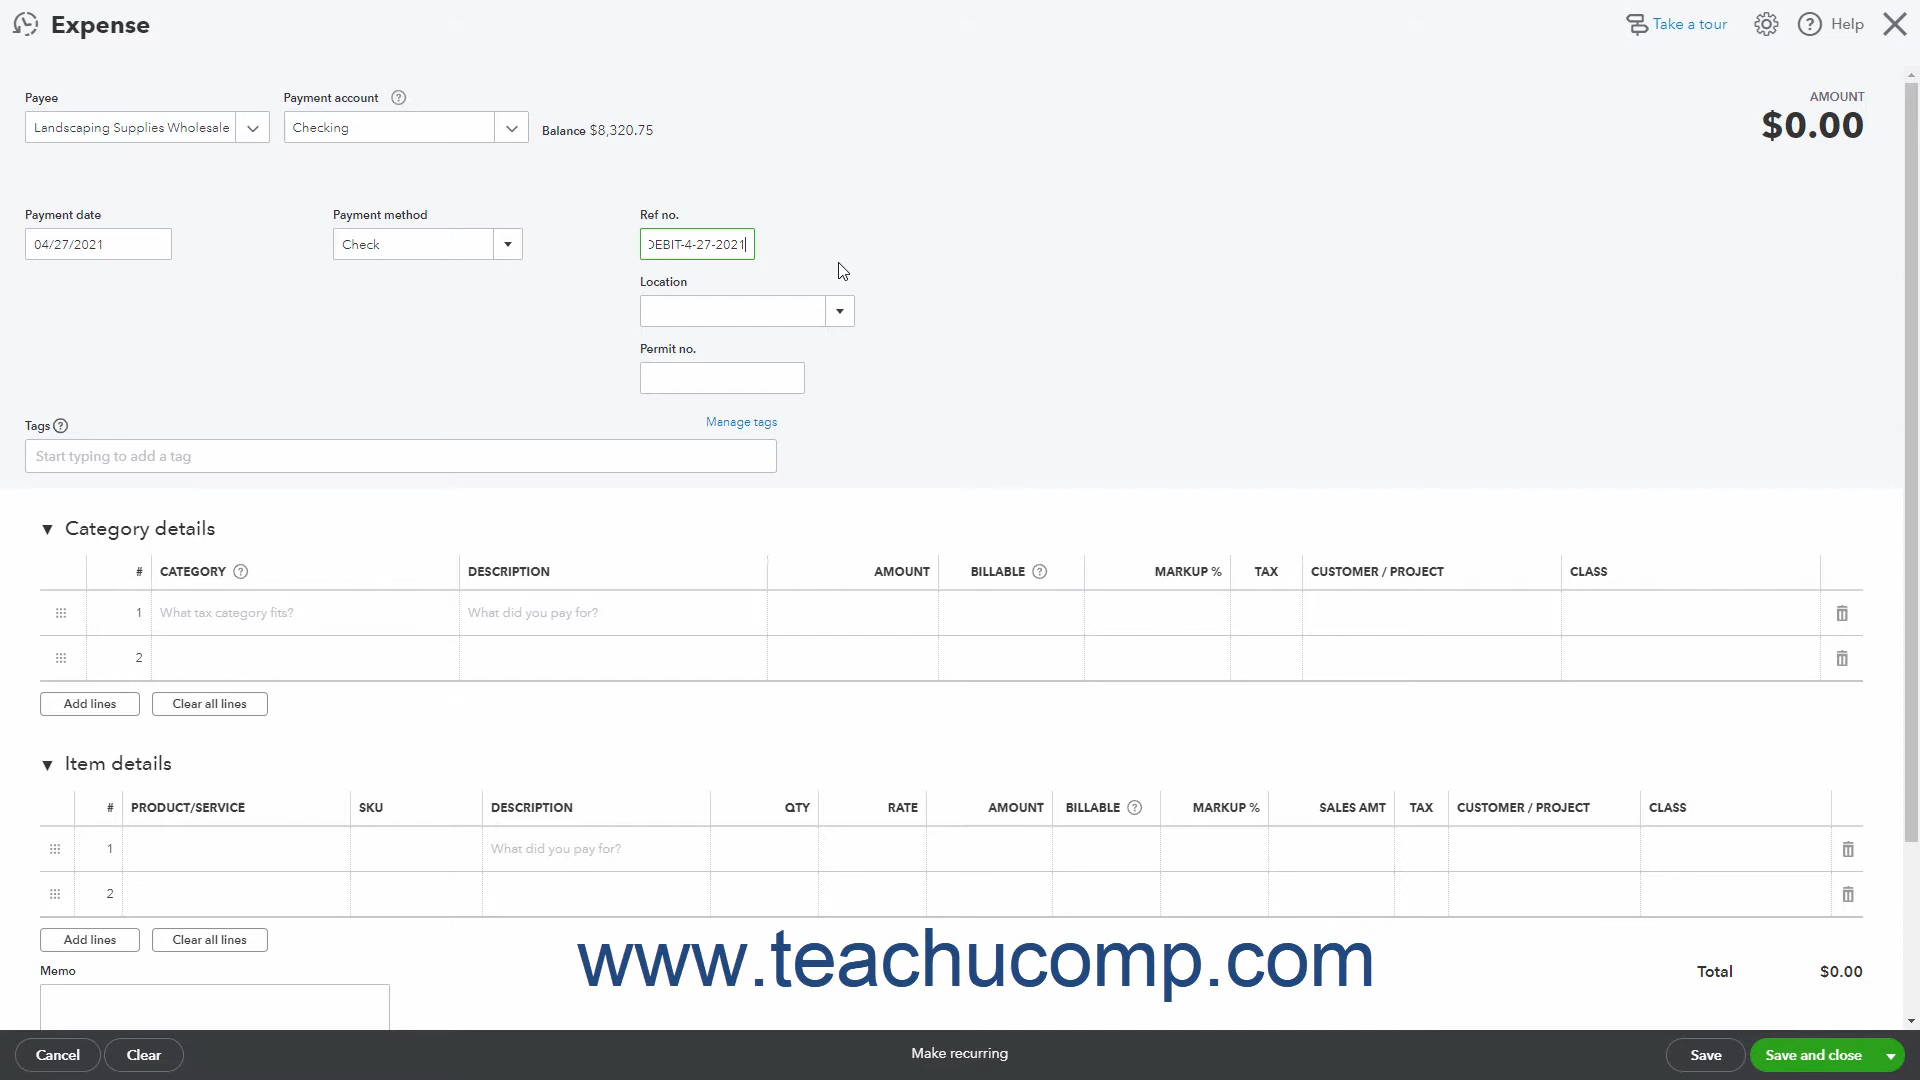 Expense
Take a tour
Help
Payee
Payment account
Landscaping Supplies Wholesale
Checking
Balance $8,320.75
AMOUNT
$0.00
Payment date
Payment method
Ref no.
04/27/2021
Check
DEBIT-4-27-2021
Location
Permit no.
Tags
Manage tags
Start typing to add a tag
Category details
# CATEGORY DESCRIPTION AMOUNT BILLABLE MARKUP % TAX CUSTOMER / PROJECT CLASS
1 What tax category fits? What did you pay for?
2
Add lines Clear all lines
Item details
# PRODUCT/SERVICE SKU DESCRIPTION QTY RATE AMOUNT BILLABLE MARKUP % SALES AMT TAX CUSTOMER / PROJECT CLASS
1 What did you pay for?
2
Add lines Clear all lines
www.teachucomp.com
Memo
Total $0.00
Cancel Clear Make recurring Save Save and close